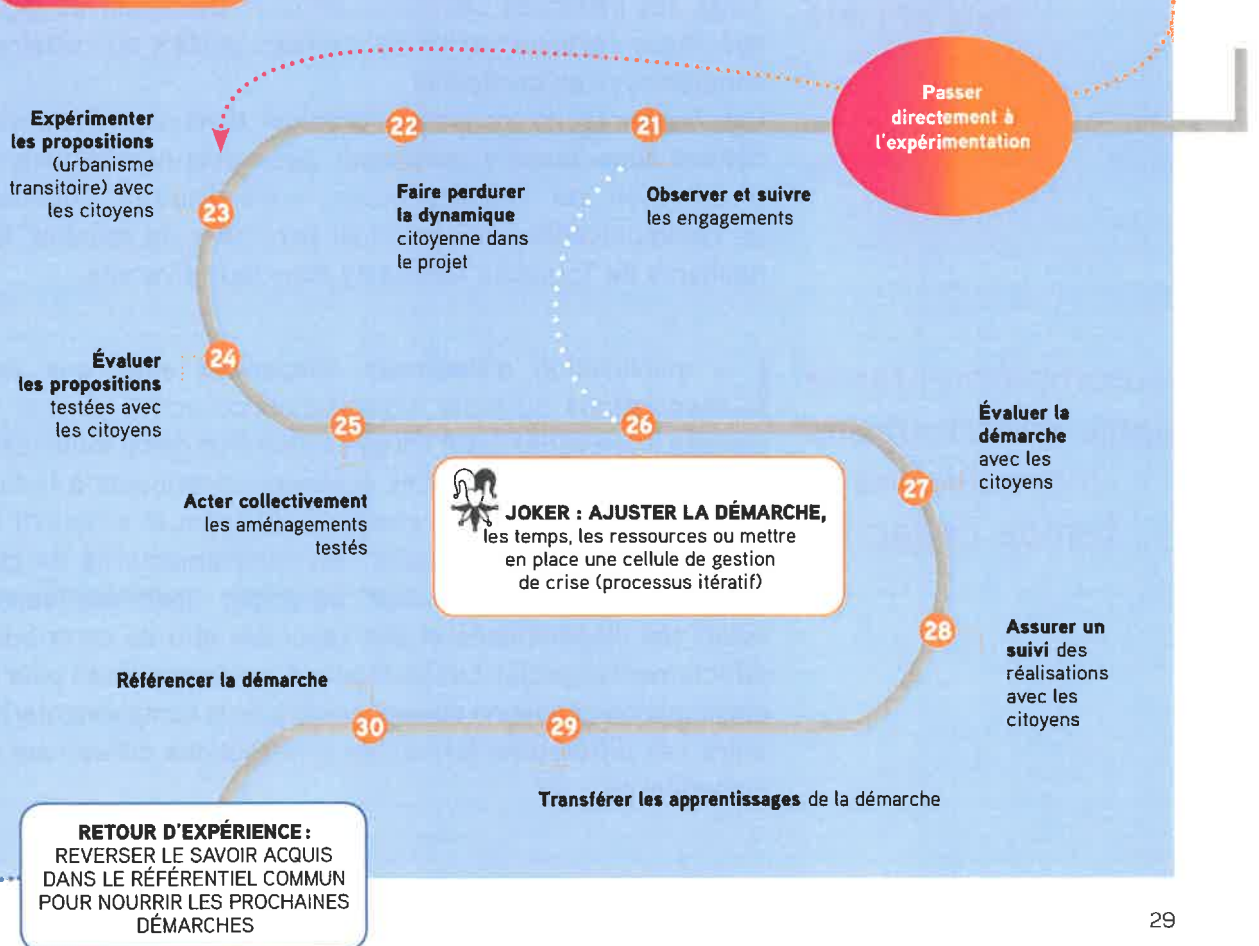 Passer
directement à
l'expérimentation
21
Observer et suivre
les engagements
22
Faire perdurer
la dynamique
citoyenne dans
le projet
Expérimenter
les propositions
(urbanisme
transitoire) avec
les citoyens
23
Évaluer
les propositions
testées avec
les citoyens
24
25
Acter collectivement
les aménagements
testés
26
JOKER : AJUSTER LA DÉMARCHE,
les temps, les ressources ou mettre
en place une cellule de gestion
de crise (processus itératif)
Évaluer la
démarche
avec les
citoyens
27
28
Assurer un
suivi des
réalisations
avec les
citoyens
29
Transférer les apprentissages de la démarche
Référencer la démarche
30
RETOUR D'EXPÉRIENCE :
REVERSER LE SAVOIR ACQUIS
DANS LE RÉFÉRENTIEL COMMUN
POUR NOURRIR LES PROCHAINES
DÉMARCHES
29